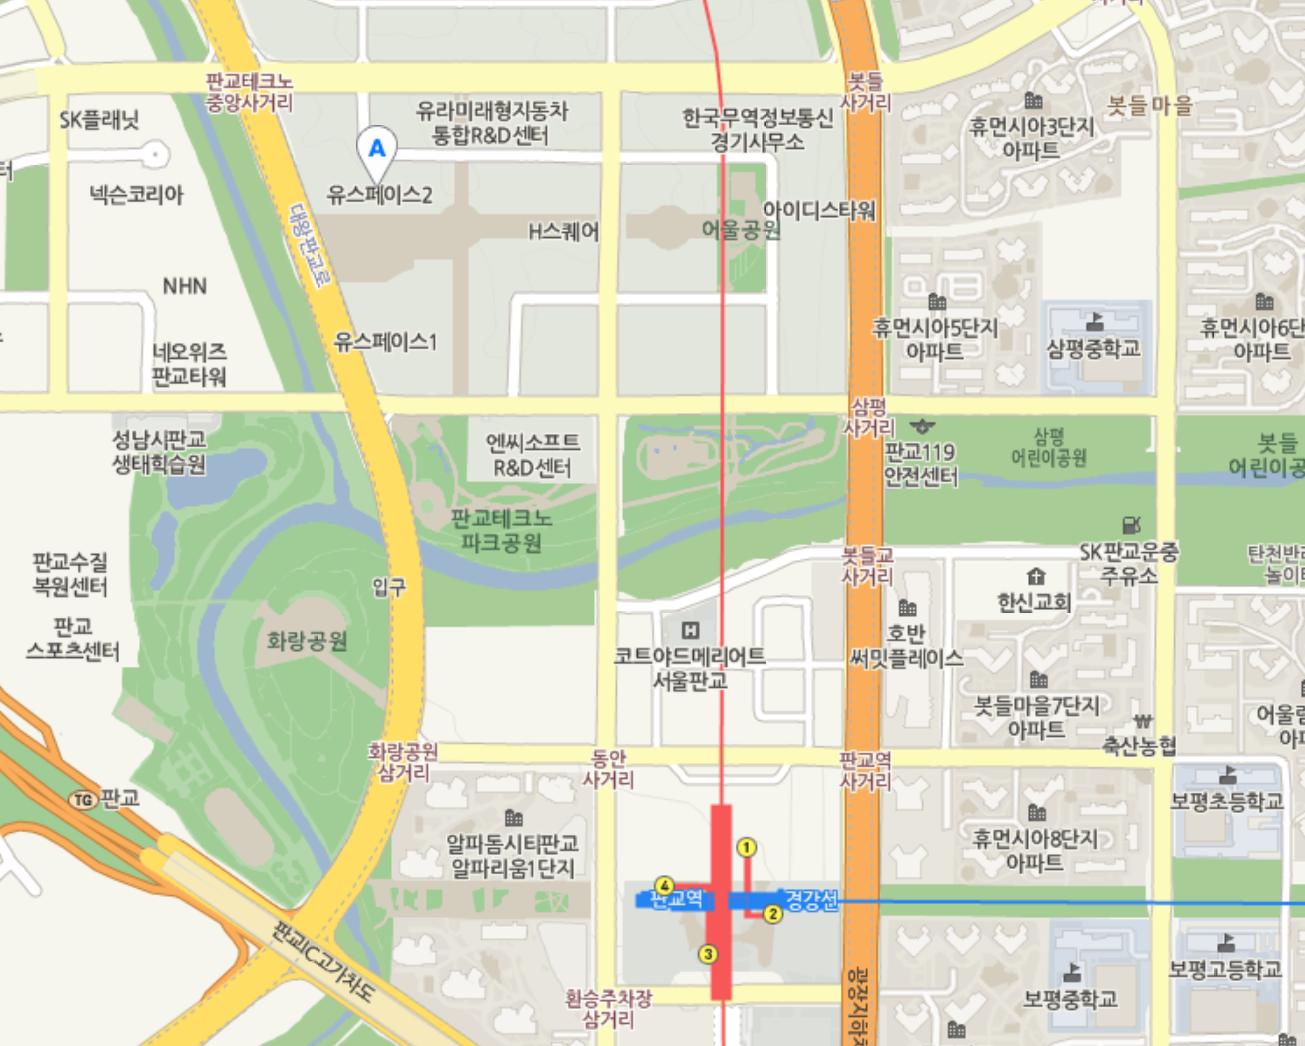 사거리
판교테크노
중앙사거리
봇들
사거리
SK플래닛
유라미래형지동차
통합R&D센터
한국무역정보통신
경기사무소
휴먼시아3단지
아파트
봇들마을
A
터
넥슨코리아
유스페이스2
H스퀘어
어울공원
아이디스타워
대왕판교로
NHN
유스페이스1
네오위즈
판교타워
휴먼시아5단지
아파트
삼평중학교
휴먼시아6단
아파트
삼평
사거리
성남시판교
생태학습원
엔씨소프트
R&D센터
판교119
안전센터
삼평
어린이공원
봇들
어린이공
판교테크노
파크공원
판교수질
복원센터
입구
봇들교
사거리
SK판교운중
주유소
탄천반려
놀이터
한신교회
판교
스포츠센터
화랑공원
코트야드메리어트
서울판교
호반
써밋플레이스
봇들마을7단지
아파트
축산농협
어울림
아파
화랑공원
삼거리
동안
사거리
판교역
사거리
TG 판교
보평초등학교
알파돔시티판교
알파리움1단지
휴먼시아8단지
아파트
1
4
판교역
경강선
2
3
판교IC고가차도
환승주차장
삼거리
보평중학교
보평고등학교
광장지하차